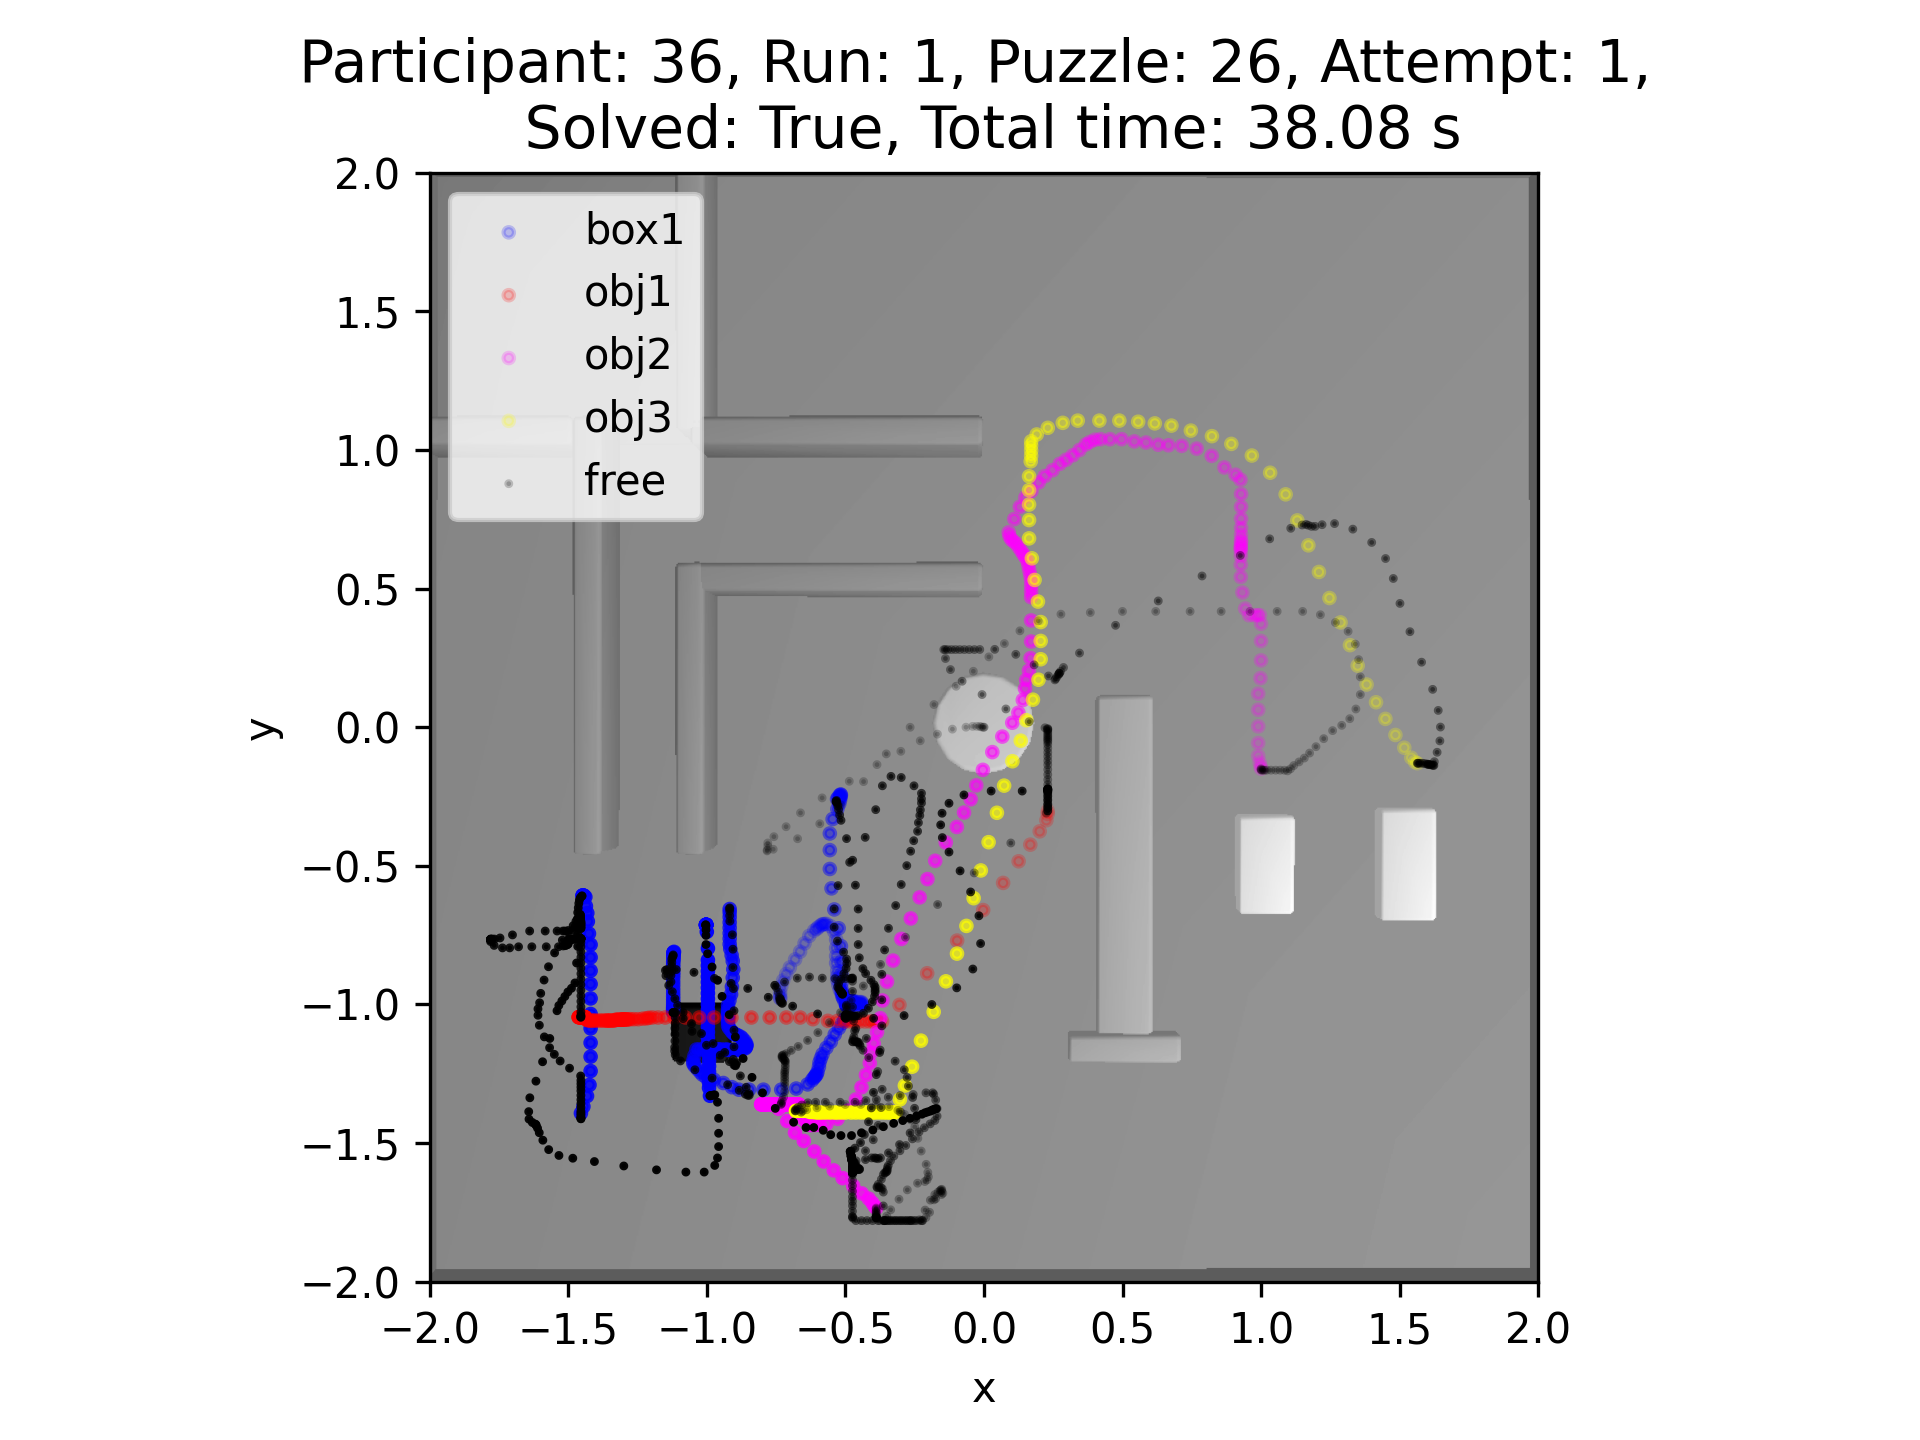 Participant: 36, Run: 1, Puzzle: 26, Attempt: 1,
Solved: True, Total time: 38.08 s
box1
obj1
obj2
obj3
free
2.0
1.5
1.0
0.5
0.0
−0.5
−1.0
−1.5
−2.0
y
−2.0 −1.5 −1.0 −0.5 0.0 0.5 1.0 1.5 2.0
x